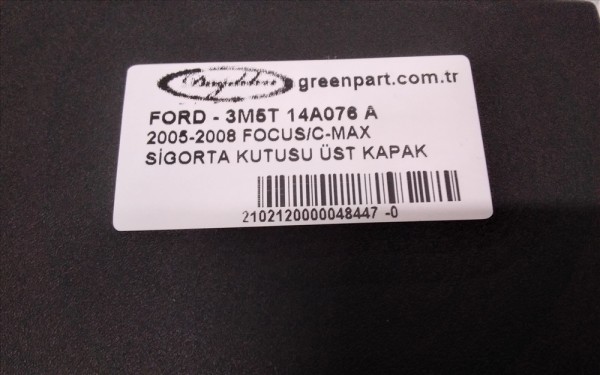 greenpart.com.tr
FORD - 3M5T 14A076 A
2005-2008 FOCUS/C-MAX
SİGORTA KUTUSU ÜST KAPAK
2102120000048447 -0